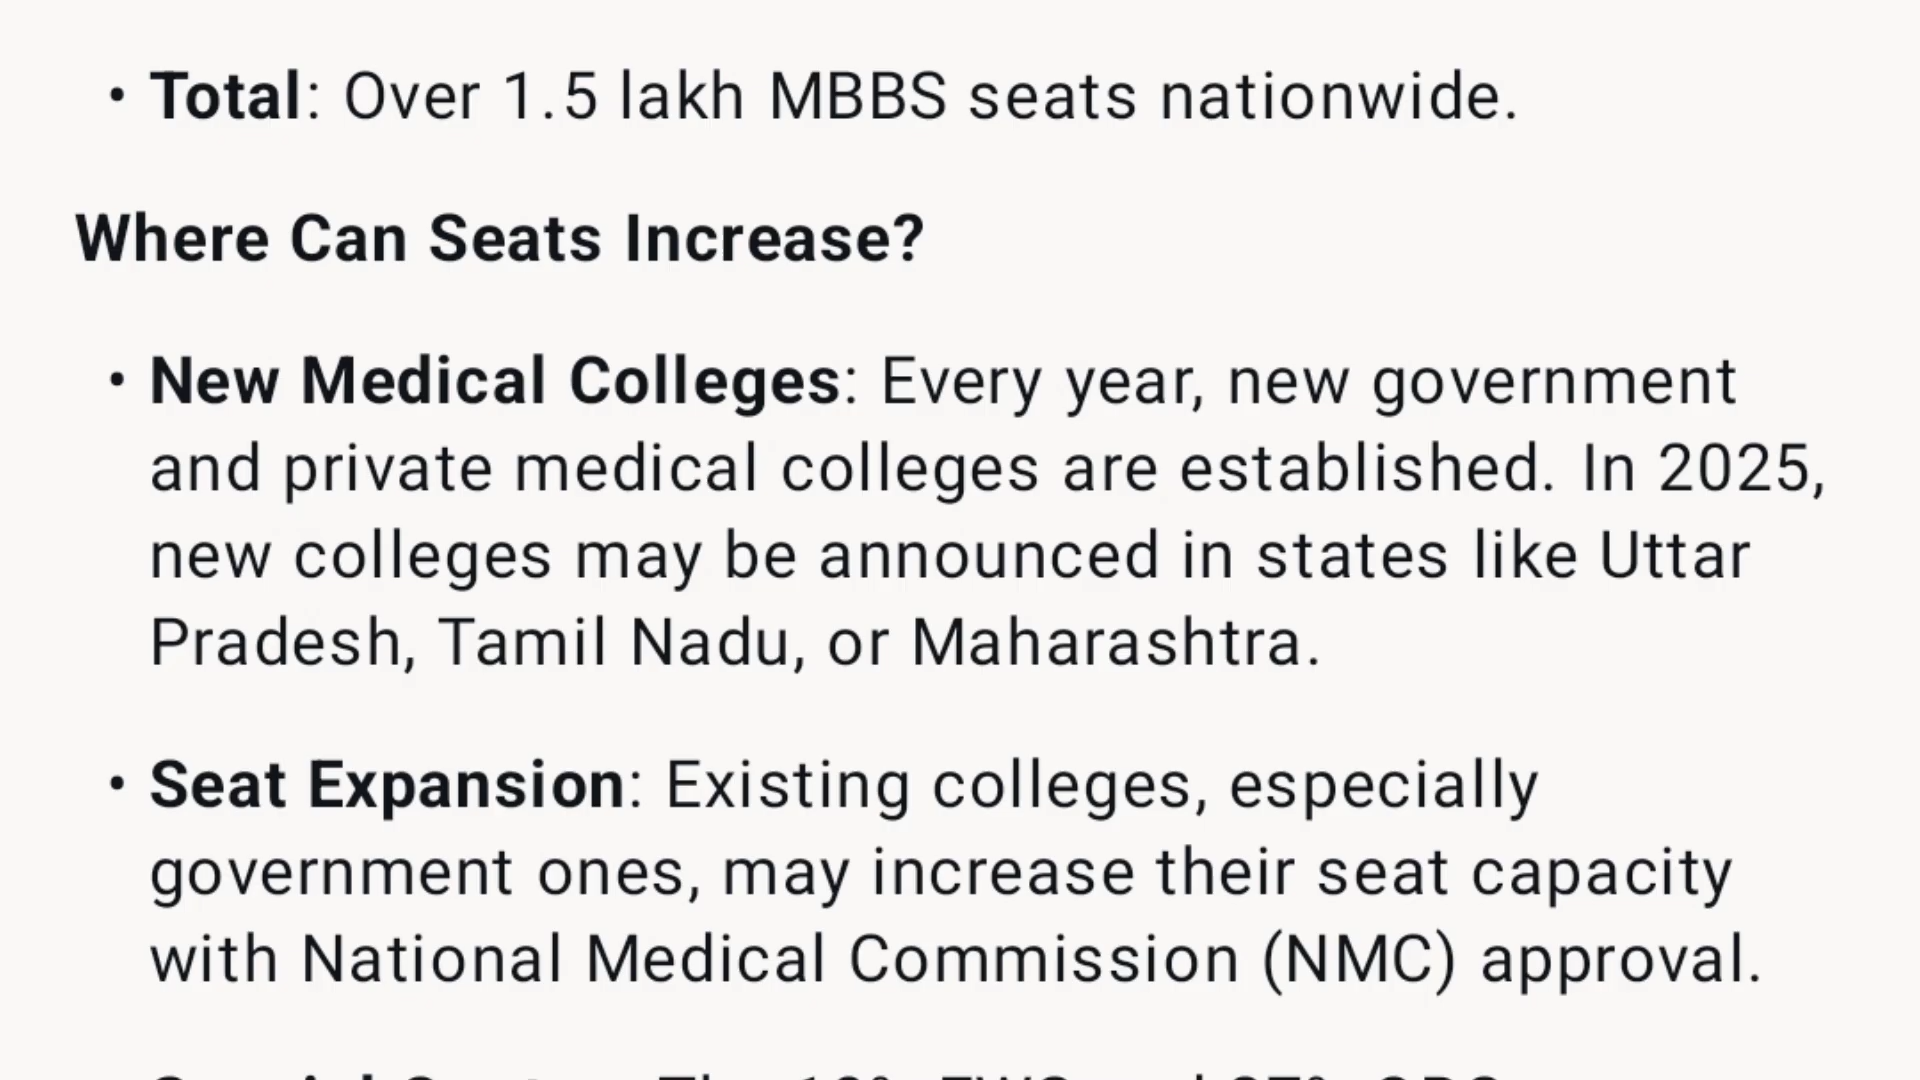 • Total: Over 1.5 lakh MBBS seats nationwide.
Where Can Seats Increase?
• New Medical Colleges: Every year, new government
and private medical colleges are established. In 2025,
new colleges may be announced in states like Uttar
Pradesh, Tamil Nadu, or Maharashtra.
• Seat Expansion: Existing colleges, especially
government ones, may increase their seat capacity
with National Medical Commission (NMC) approval.